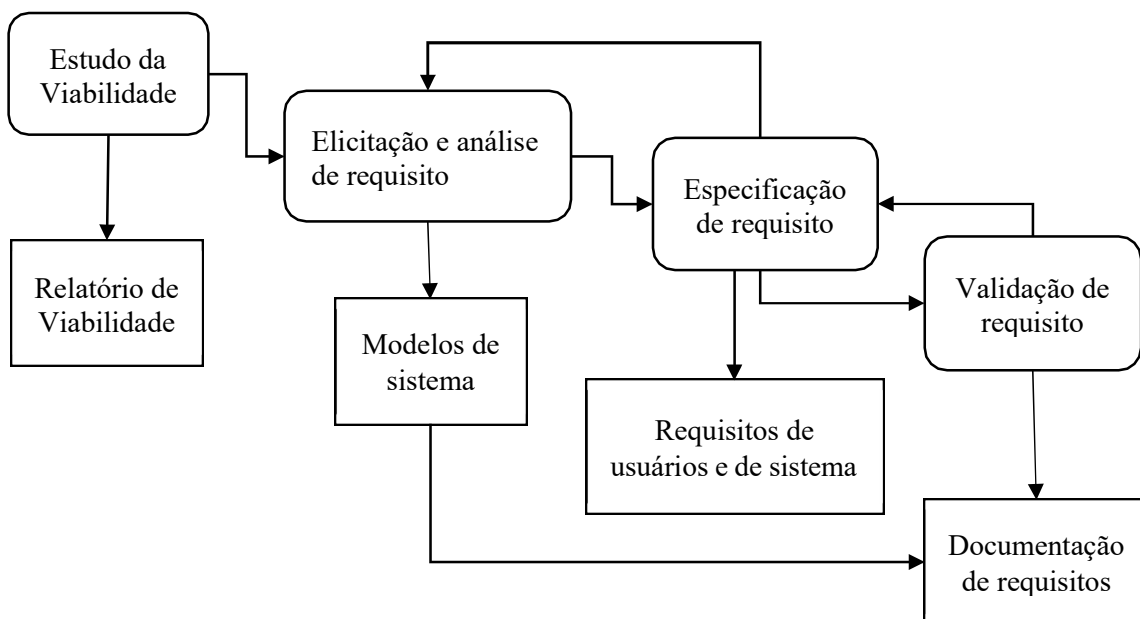 Estudo da
Viabilidade
Elicitação e análise
de requisito
Especificação
de requisito
Validação de
requisito
Relatório de
Viabilidade
Modelos de
sistema
Requisitos de
usuários e de sistema
Documentação
de requisitos